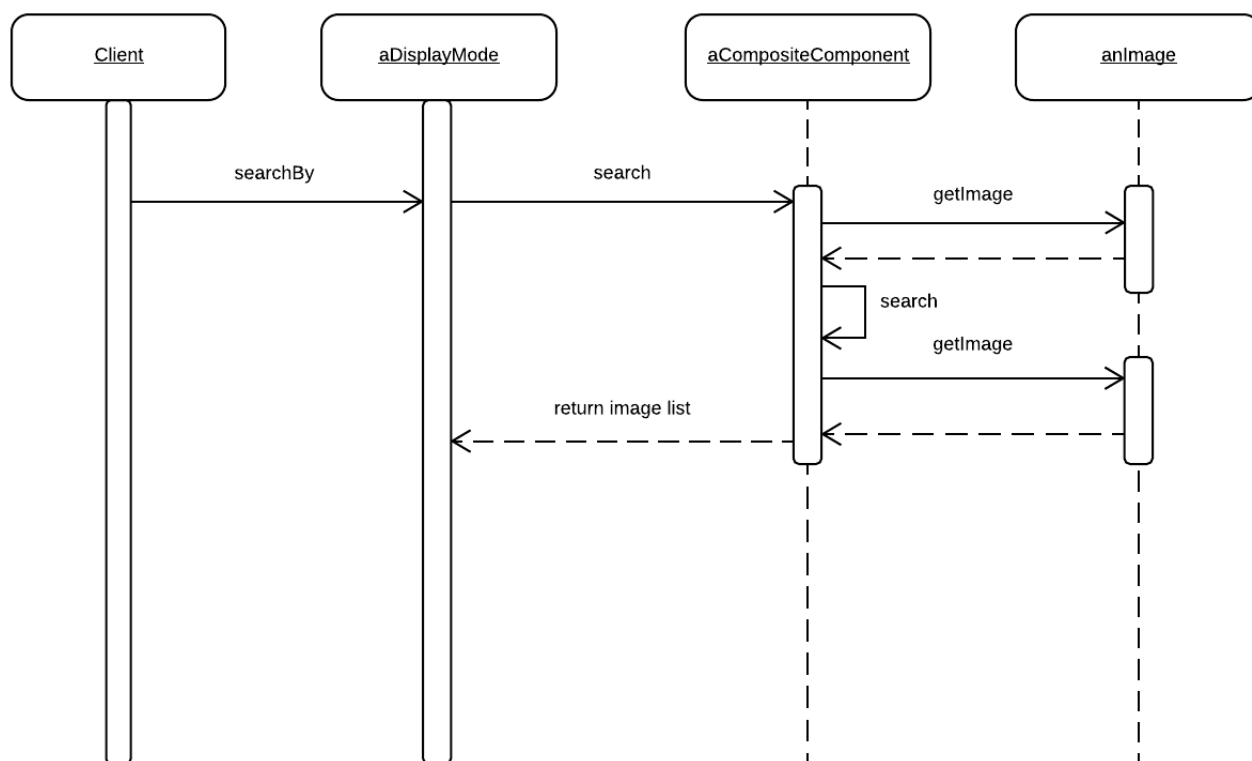 Client
aDisplayMode
aCompositeComponent
anImage
searchBy
search
getImage
search
getImage
return image list